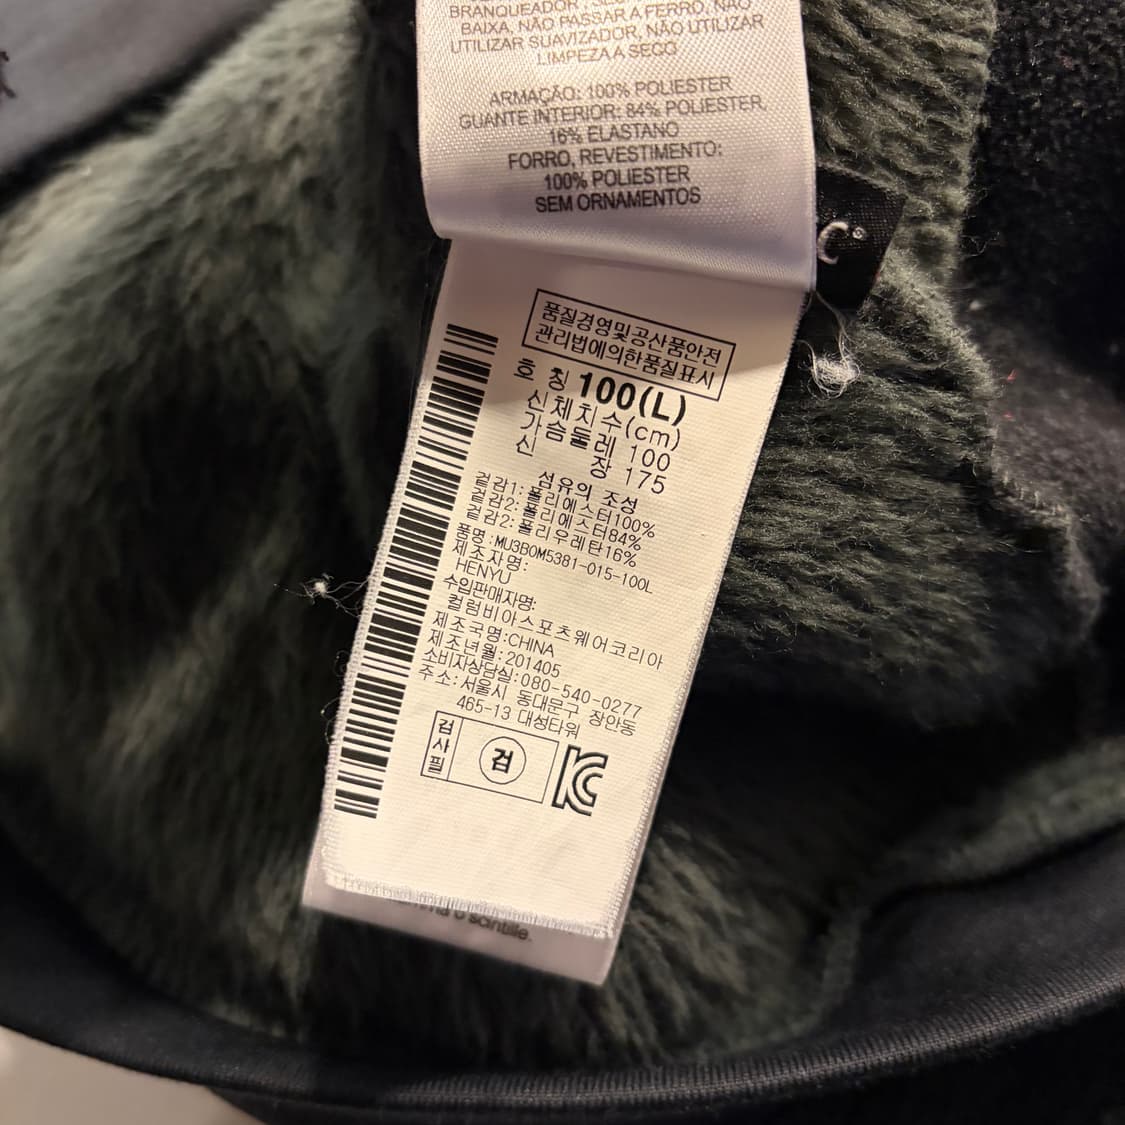 BRANQUEADOR
BAIXA, NÃO PASSAR A FERRO, NÃO
UTILIZAR SUAVIZADOR, NÃO UTILIZAR
LIMPEZA A SECO
ARMAÇÃO: 100% POLIESTER
GUANTE INTERIOR: 84% POLIESTER,
16% ELASTANO
FORRO, REVESTIMENTO:
100% POLIESTER
SEM ORNAMENTOS
품질경영및공산품안전
관리법에의한품질표시
호 칭 100(L)
신체치수(cm)
가슴둘레 100
신 장 175
섬유의 조성
겉감1: 폴리에스터100%
겉감2: 폴리에스터84%
겉감2: 폴리우레탄16%
품명:MU3B0M5381-015-100L
제조자명:
HENYU
수입판매자명:
컬럼비아스포츠웨어코리아
제조국명:CHINA
제조년월:201405
소비자상담실:080-540-0277
주소:서울시 동대문구 장안동
465-13 대성타워
검사필
검
KC
o scintille.